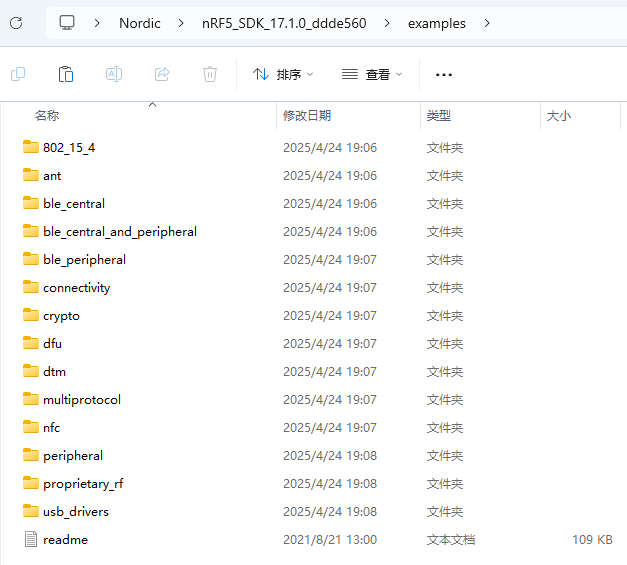 Nordic > nRF5_SDK_17.1.0_ddde560 > examples >
排序 查看
名称 修改日期 类型 大小
802_15_4 2025/4/24 19:06 文件夹
ant 2025/4/24 19:06 文件夹
ble_central 2025/4/24 19:06 文件夹
ble_central_and_peripheral 2025/4/24 19:06 文件夹
ble_peripheral 2025/4/24 19:07 文件夹
connectivity 2025/4/24 19:07 文件夹
crypto 2025/4/24 19:07 文件夹
dfu 2025/4/24 19:07 文件夹
dtm 2025/4/24 19:07 文件夹
multiprotocol 2025/4/24 19:07 文件夹
nfc 2025/4/24 19:07 文件夹
peripheral 2025/4/24 19:08 文件夹
proprietary_rf 2025/4/24 19:08 文件夹
usb_drivers 2025/4/24 19:08 文件夹
readme 2021/8/21 13:00 文本文档 109 KB